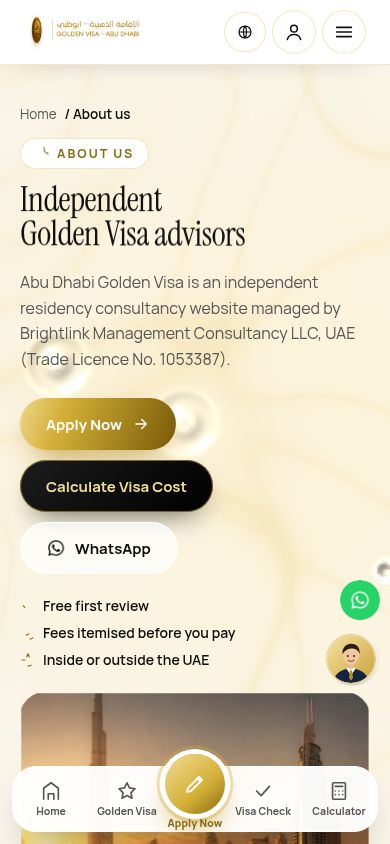 الإقامة الذهبية - ابوظبي
GOLDEN VISA - ABU DHABI
Home / About us
ABOUT US
Independent
Golden Visa advisors
Abu Dhabi Golden Visa is an independent
residency consultancy website managed by
Brightlink Management Consultancy LLC, UAE
(Trade Licence No. 1053387).
Apply Now
Calculate Visa Cost
WhatsApp
Free first review
Fees itemised before you pay
Inside or outside the UAE
Home
Golden Visa
Apply Now
Visa Check
Calculator